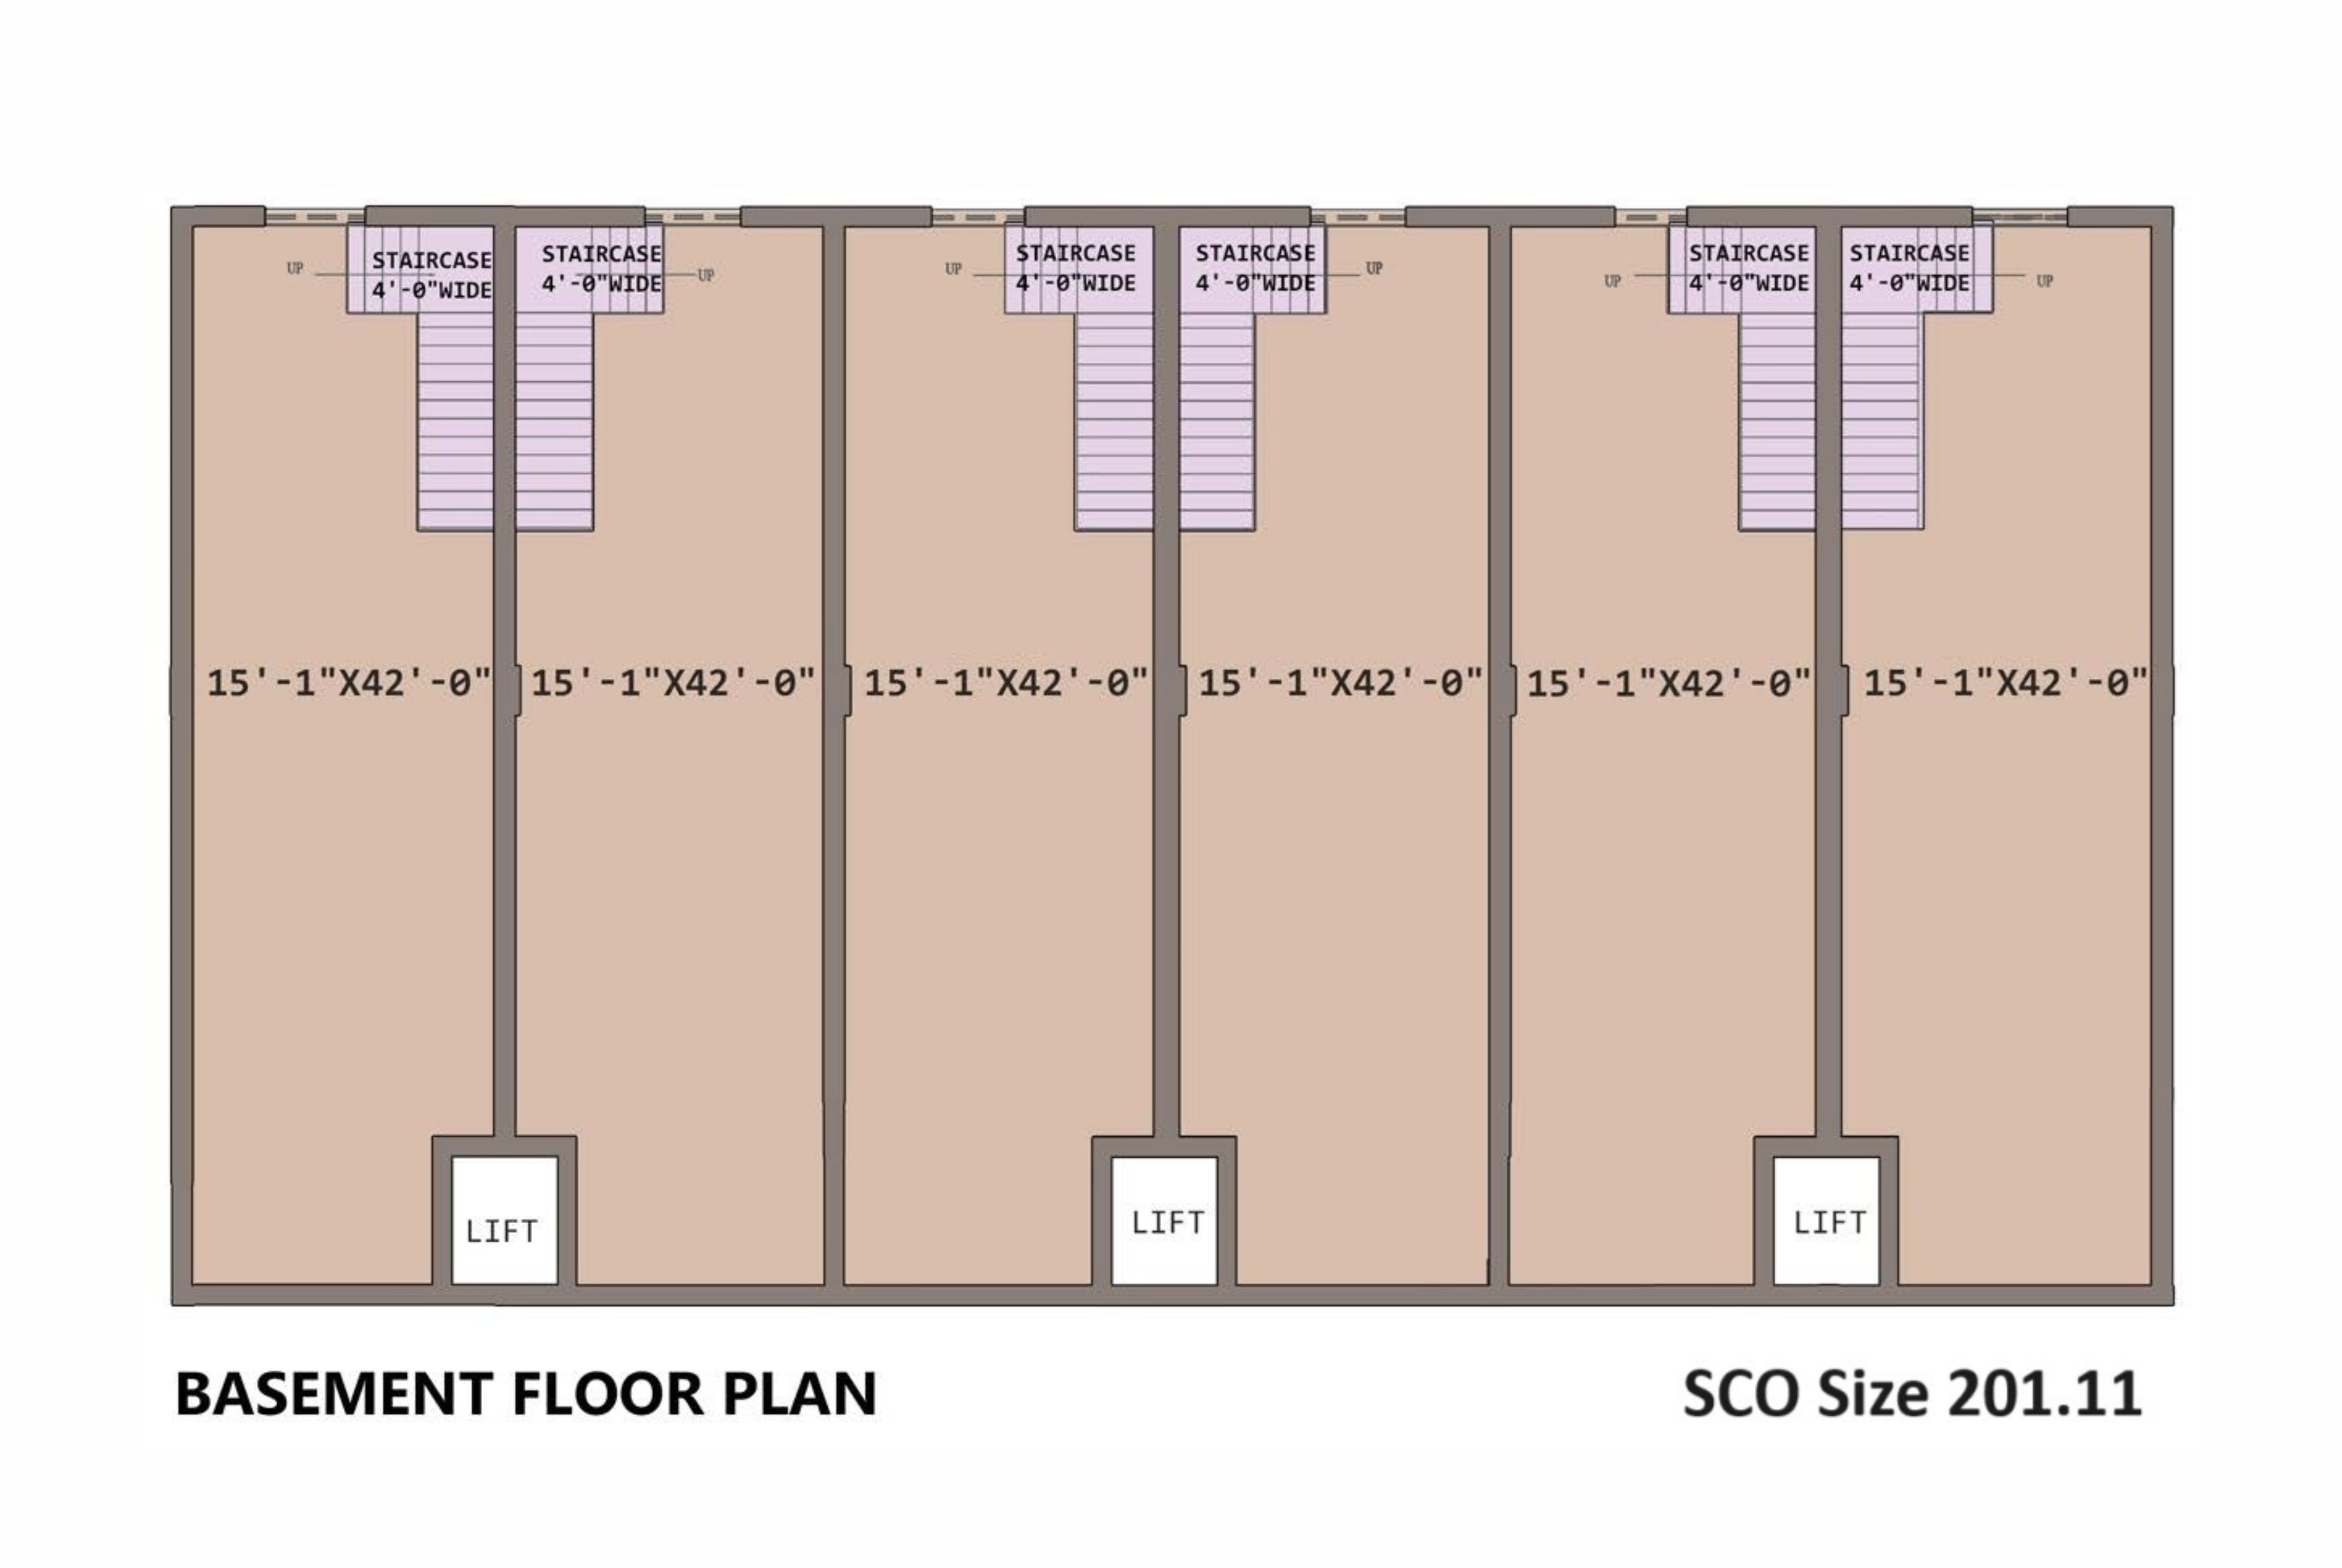 STAIRCASE
4'-0"WIDE
UP
STAIRCASE
4'-0"WIDE
UP
UP
STAIRCASE
4'-0"WIDE
STAIRCASE
4'-0"WIDE
UP
UP
STAIRCASE
4'-0"WIDE
STAIRCASE
4'-0"WIDE
UP
15'-1"X42'-0"
15'-1"X42'-0"
15'-1"X42'-0"
15'-1"X42'-0"
15'-1"X42'-0"
15'-1"X42'-0"
LIFT
LIFT
LIFT
BASEMENT FLOOR PLAN
SCO Size 201.11